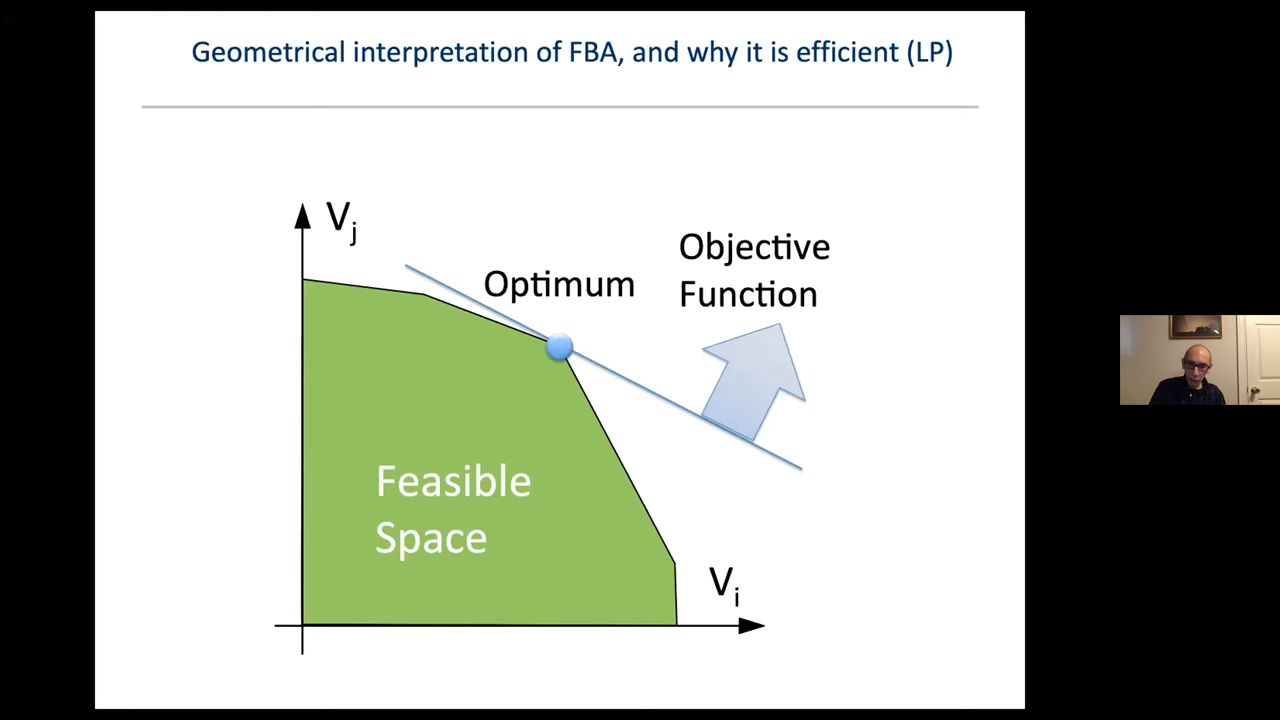 Geometrical interpretation of FBA, and why it is efficient (LP)
Vj
Optimum
Objective
Function
Feasible
Space
Vi